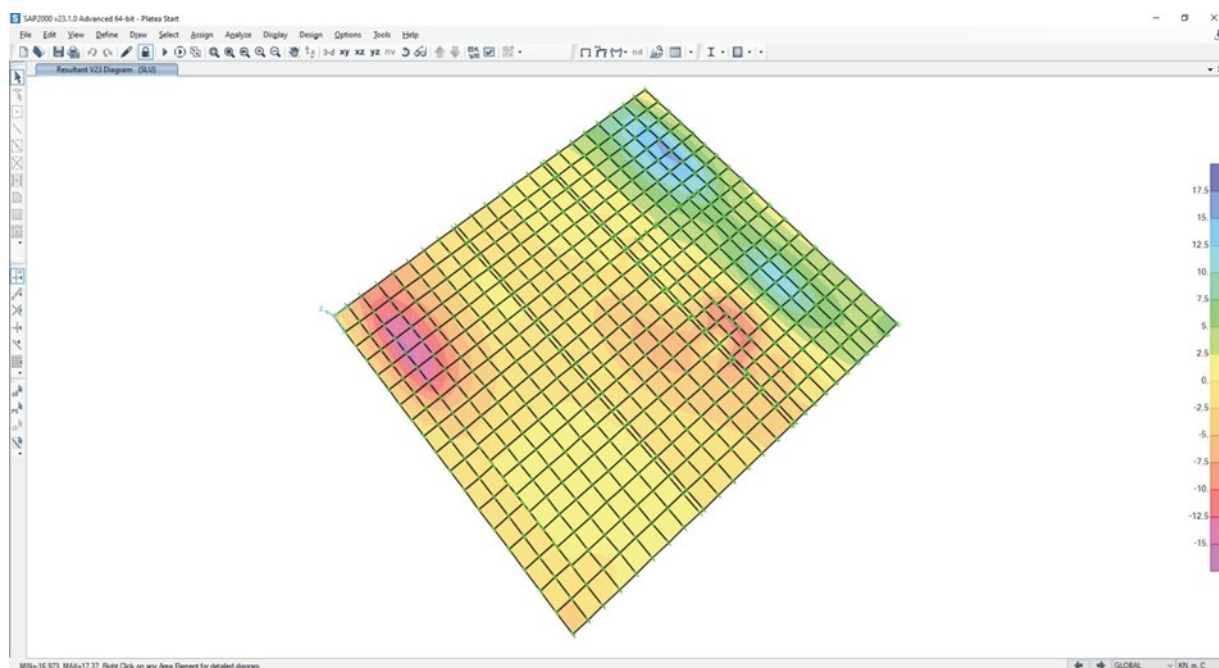 SAP2000 v23.1.0 Advanced 64-bit - Platea Start
File Edit View Define Draw Select Assign Analyze Display Design Options Tools Help
3-d xy xz yz nv nd
Resultant V23 Diagram (SLU)
17.5
15.
12.5
10.
7.5
5.
2.5
0.
-2.5
-5.
-7.5
-10.
-12.5
-15.
MIN=-16.973, MAX=17.37, Right Click on any Area Element for detailed diagram.
GLOBAL KN, m, C